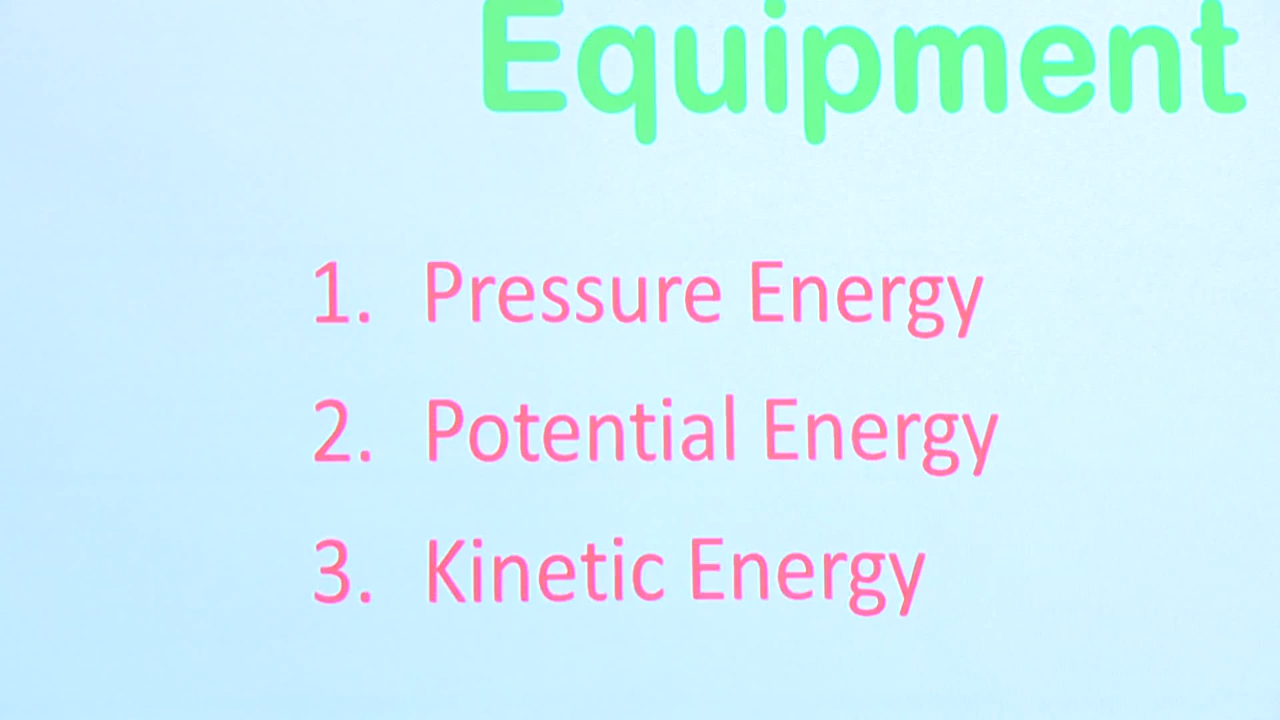 Equipment
1. Pressure Energy
2. Potential Energy
3. Kinetic Energy